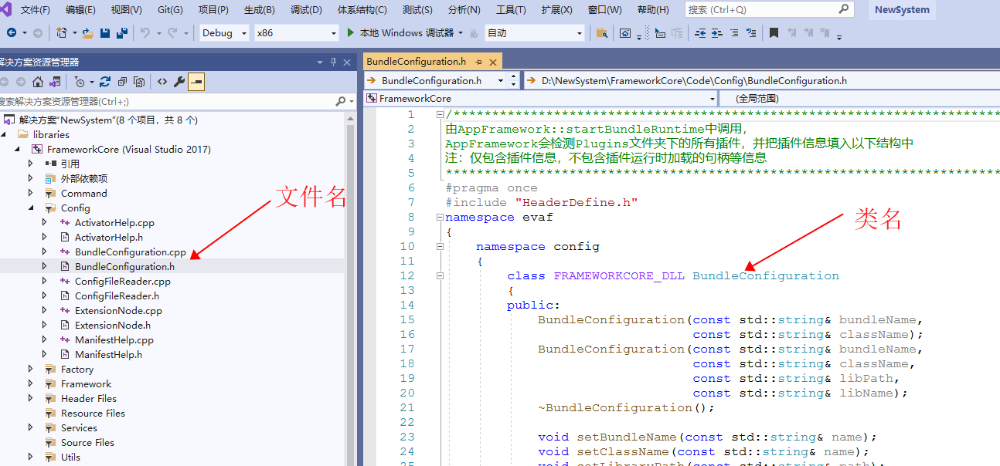 文件(F) 编辑(E) 视图(V) Git(G) 项目(P) 生成(B) 调试(D) 体系结构(C) 测试(S) 分析(N) 工具(T) 扩展(X) 窗口(W) 帮助(H) 搜索 (Ctrl+Q) NewSystem
Debug x86 本地 Windows 调试器 自动
解决方案资源管理器
搜索解决方案资源管理器(Ctrl+;)
解决方案"NewSystem"(8 个项目，共 8 个)
libraries
FrameworkCore (Visual Studio 2017)
引用
外部依赖项
Command
Config
ActivatorHelp.cpp
ActivatorHelp.h
BundleConfiguration.cpp
BundleConfiguration.h
ConfigFileReader.cpp
ConfigFileReader.h
ExtensionNode.cpp
ExtensionNode.h
ManifestHelp.cpp
ManifestHelp.h
Factory
Framework
Header Files
Resource Files
Services
Source Files
Utils
文件名
BundleConfiguration.h
BundleConfiguration.h D:\NewSystem\FrameworkCore\Code\Config\BundleConfiguration.h
FrameworkCore (全局范围)
1 /************************************************************************
2 由AppFramework::startBundleRuntime中调用，
3 AppFramework会检测Plugins文件夹下的所有插件，并把插件信息填入以下结构中
4 注：仅包含插件信息，不包含插件运行时加载的句柄等信息
5 ************************************************************************
6 #pragma once
7 #include "HeaderDefine.h"
8 namespace evaf
9 {
10 namespace config
11 {
12 class FRAMEWORKCORE_DLL BundleConfiguration
13 {
14 public:
15 BundleConfiguration(const std::string& bundleName,
16 const std::string& className);
17 BundleConfiguration(const std::string& bundleName,
18 const std::string& className,
19 const std::string& libPath,
20 const std::string& libName);
21 ~BundleConfiguration();
22
23 void setBundleName(const std::string& name);
24 void setClassName(const std::string& name);
25 void setLibraryPath(const std::string& path);
类名